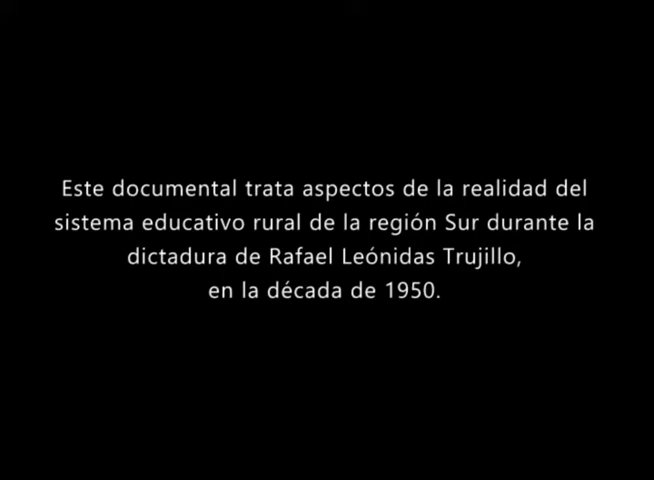 Este documental trata aspectos de la realidad del
sistema educativo rural de la región Sur durante la
dictadura de Rafael Leónidas Trujillo,
en la década de 1950.